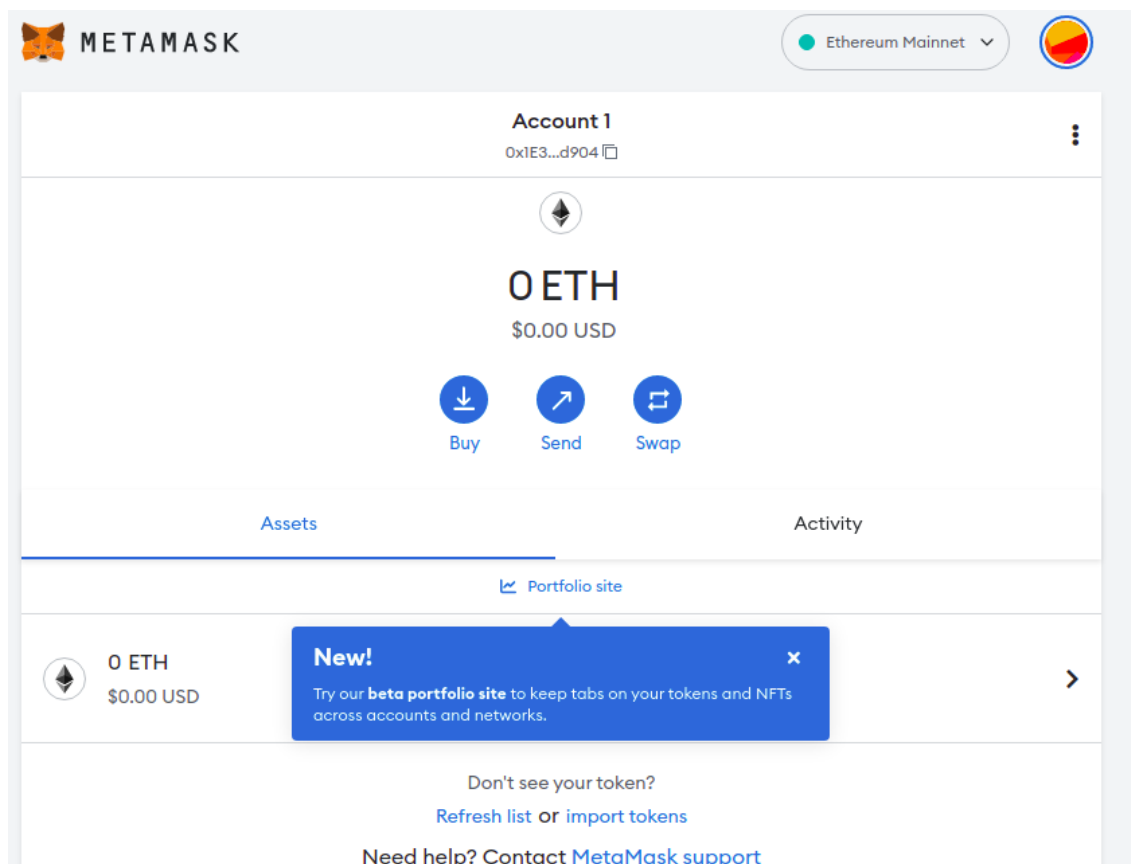 METAMASK
Ethereum Mainnet
Account 1
0x1E3...d904
0 ETH
$0.00 USD
Buy
Send
Swap
Assets
Activity
Portfolio site
0 ETH
$0.00 USD
New!
Try our beta portfolio site to keep tabs on your tokens and NFTs
across accounts and networks.
Don't see your token?
Refresh list or import tokens
Need help? Contact MetaMask support